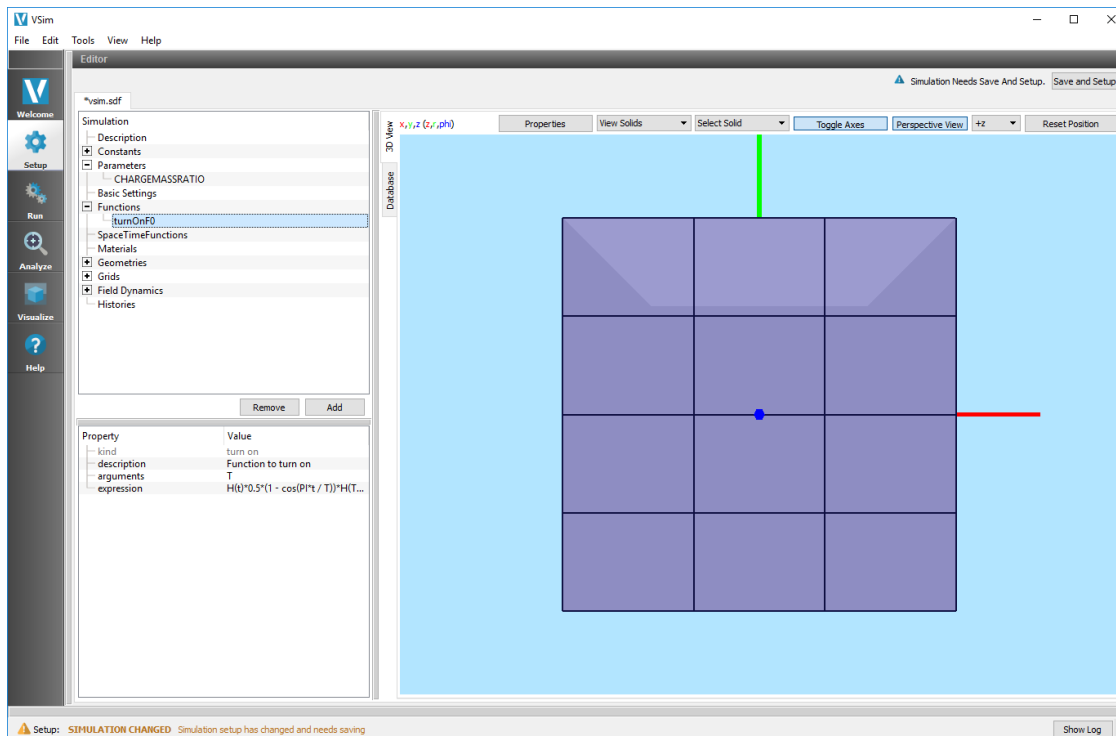 VSim
File Edit Tools View Help
Editor
Simulation Needs Save And Setup. Save and Setup
*vsim.sdf
Welcome
Setup
Run
Analyze
Visualize
Help
Simulation
Description
Constants
Parameters
CHARGEMASSRATIO
Basic Settings
Functions
turnOnF0
SpaceTimeFunctions
Materials
Geometries
Grids
Field Dynamics
Histories
Remove Add
Property Value
kind turn on
description Function to turn on
arguments T
expression H(t)*0.5*(1 - cos(PI*t / T))*H(T...
3D View
Database
x,y,z (z,r,phi) Properties View Solids Select Solid Toggle Axes Perspective View +z Reset Position
Setup: SIMULATION CHANGED Simulation setup has changed and needs saving
Show Log